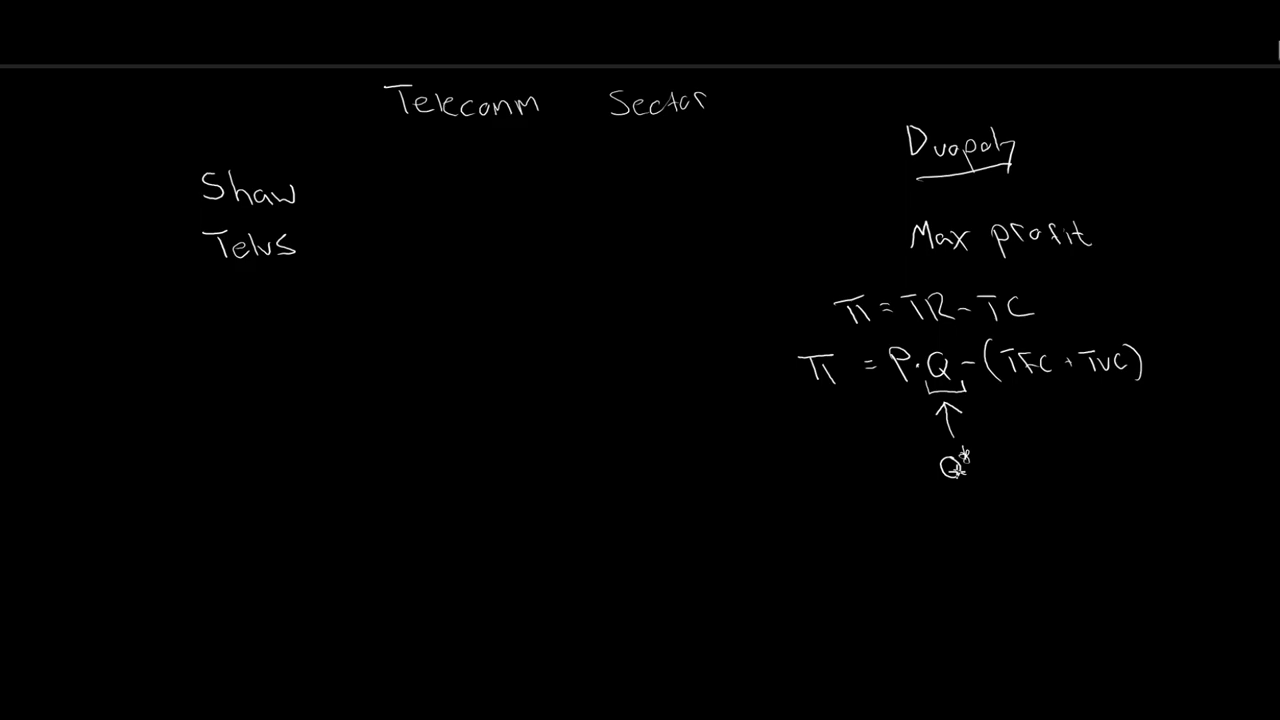 Telecomm Sector
Duopoly
Shaw
Telus
Max profit
π = TR - TC
π = P·Q - (TFC + TVC)
Q*